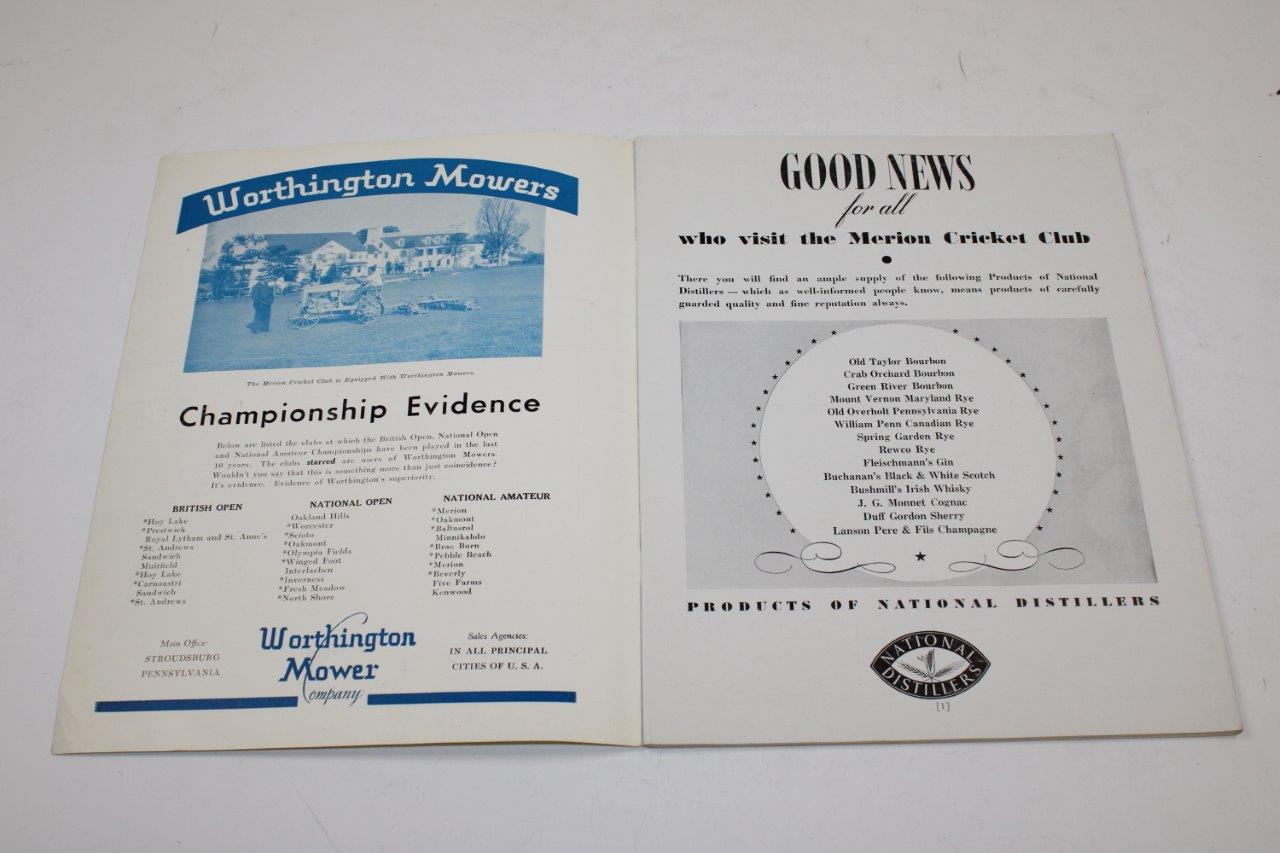 Worthington Mowers
The Merion Cricket Club is Equipped With Worthington Mowers.
Championship Evidence
Below are listed the clubs at which the British Open, National Open
and National Amateur Championships have been played in the last
10 years. The clubs starred are users of Worthington Mowers.
Wouldn't you say that this is something more than just coincidence?
It's evidence. Evidence of Worthington's superiority.
BRITISH OPEN
*Hoy Lake
*Prestwick
Royal Lytham and St. Anne's
*St. Andrews
Sandwich
Muirfield
*Hoy Lake
*Carnoustri
Sandwich
*St. Andrews
NATIONAL OPEN
Oakland Hills
*Worcester
*Scioto
*Oakmont
*Olympia Fields
*Winged Foot
Interlachen
*Inverness
*Fresh Meadow
*North Shore
NATIONAL AMATEUR
*Merion
*Oakmont
*Baltusrol
Minnikahdo
*Brae Burn
*Pebble Beach
*Merion
*Beverly
Five Farms
Kenwood
Main Office:
STROUDSBURG
PENNSYLVANIA
Worthington
Mower
Company
Sales Agencies:
IN ALL PRINCIPAL
CITIES OF U. S. A.
GOOD NEWS
for all
who visit the Merion Cricket Club
There you will find an ample supply of the following Products of National
Distillers — which as well-informed people know, means products of carefully
guarded quality and fine reputation always.
Old Taylor Bourbon
Crab Orchard Bourbon
Green River Bourbon
Mount Vernon Maryland Rye
Old Overholt Pennsylvania Rye
William Penn Canadian Rye
Spring Garden Rye
Rewco Rye
Fleischmann's Gin
Buchanan's Black & White Scotch
Bushmill's Irish Whisky
J. G. Monnet Cognac
Duff Gordon Sherry
Lanson Pere & Fils Champagne
PRODUCTS OF NATIONAL DISTILLERS
NATIONAL
DISTILLERS
[1]